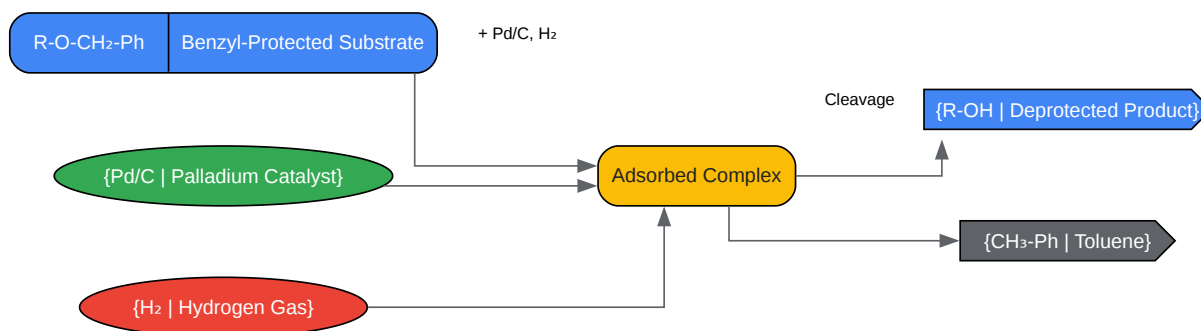 R-O-CH₂-Ph
Benzyl-Protected Substrate
+ Pd/C, H₂
Cleavage
{R-OH | Deprotected Product}
{Pd/C | Palladium Catalyst}
Adsorbed Complex
{CH₃-Ph | Toluene}
{H₂ | Hydrogen Gas}